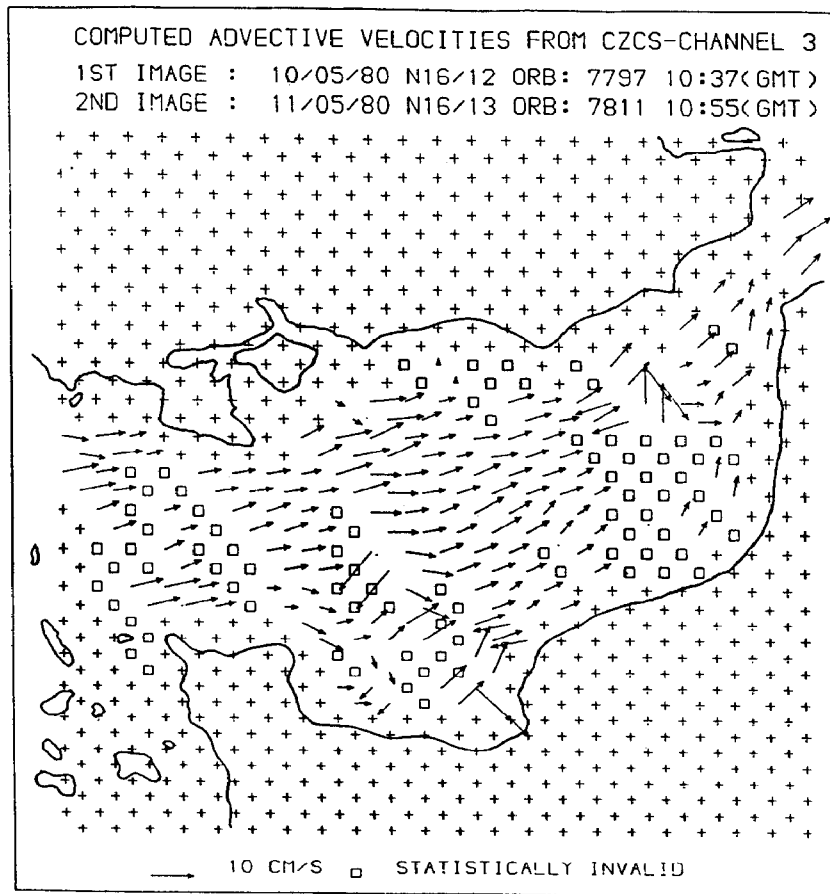 COMPUTED ADVECTIVE VELOCITIES FROM CZCS-CHANNEL 3
1ST IMAGE : 10/05/80 N16/12 ORB: 7797 10:37(GMT)
2ND IMAGE : 11/05/80 N16/13 ORB: 7811 10:55(GMT)
10 CM/S STATISTICALLY INVALID